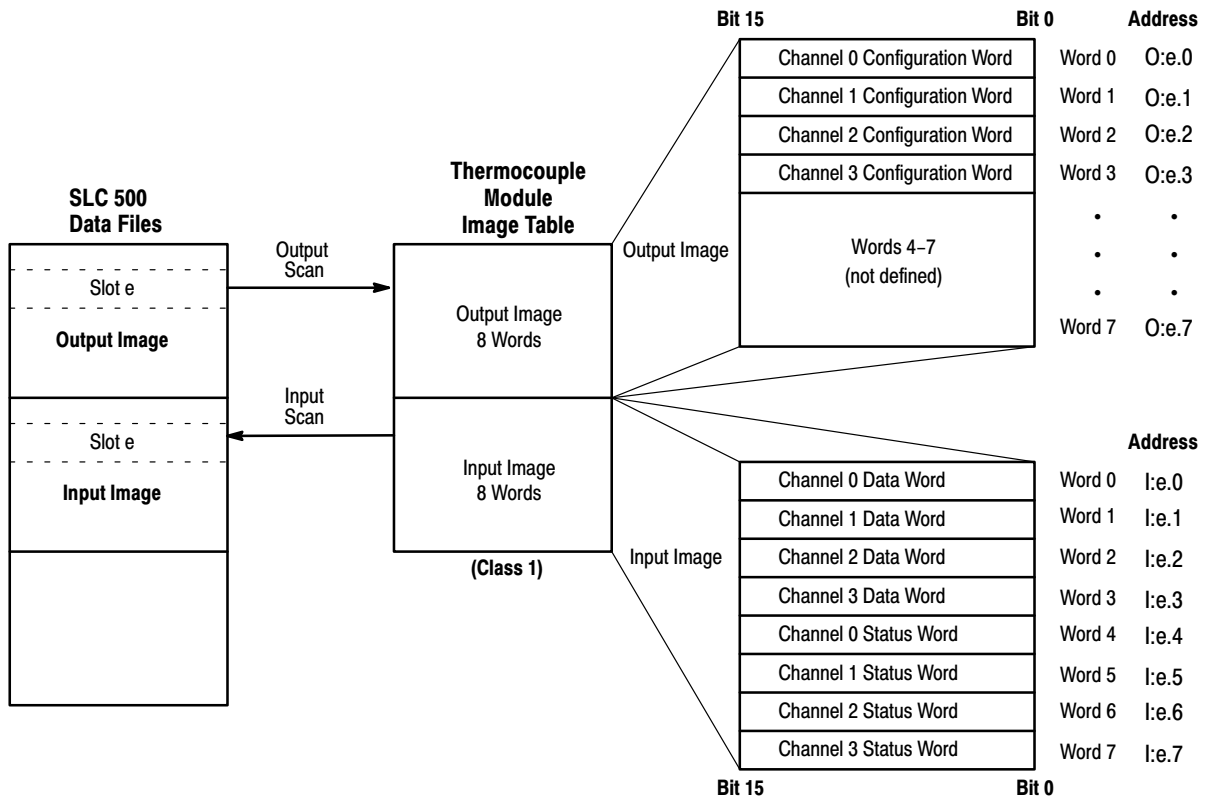 Bit 15 Bit 0 Address
Channel 0 Configuration Word Word 0 O:e.0
Channel 1 Configuration Word Word 1 O:e.1
Channel 2 Configuration Word Word 2 O:e.2
Channel 3 Configuration Word Word 3 O:e.3
Words 4–7
(not defined)
Word 7 O:e.7
Output Image
SLC 500
Data Files
Slot e
Output Image
Slot e
Input Image
Output
Scan
Input
Scan
Thermocouple
Module
Image Table
Output Image
8 Words
Input Image
8 Words
(Class 1)
Input Image
Address
Channel 0 Data Word Word 0 I:e.0
Channel 1 Data Word Word 1 I:e.1
Channel 2 Data Word Word 2 I:e.2
Channel 3 Data Word Word 3 I:e.3
Channel 0 Status Word Word 4 I:e.4
Channel 1 Status Word Word 5 I:e.5
Channel 2 Status Word Word 6 I:e.6
Channel 3 Status Word Word 7 I:e.7
Bit 15 Bit 0